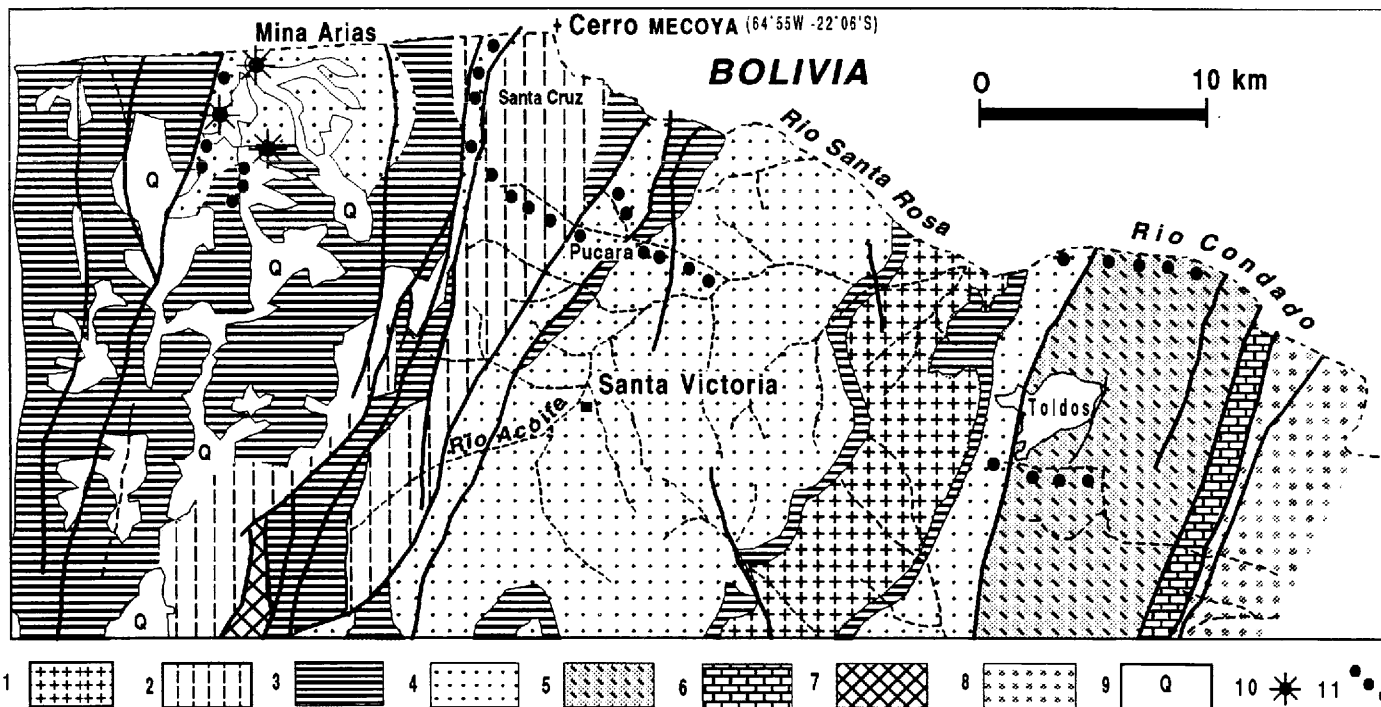 Mina Arias
Cerro MECOYA (64°55W -22°06'S)
BOLIVIA
0 10 km
Santa Cruz
Rio Santa Rosa
Rio Condado
Q
Q
Q
Pucara
Santa Victoria
Toldos
Rio Acoite
Q
Q
1 2 3 4 5 6 7 8 9 Q 10 11